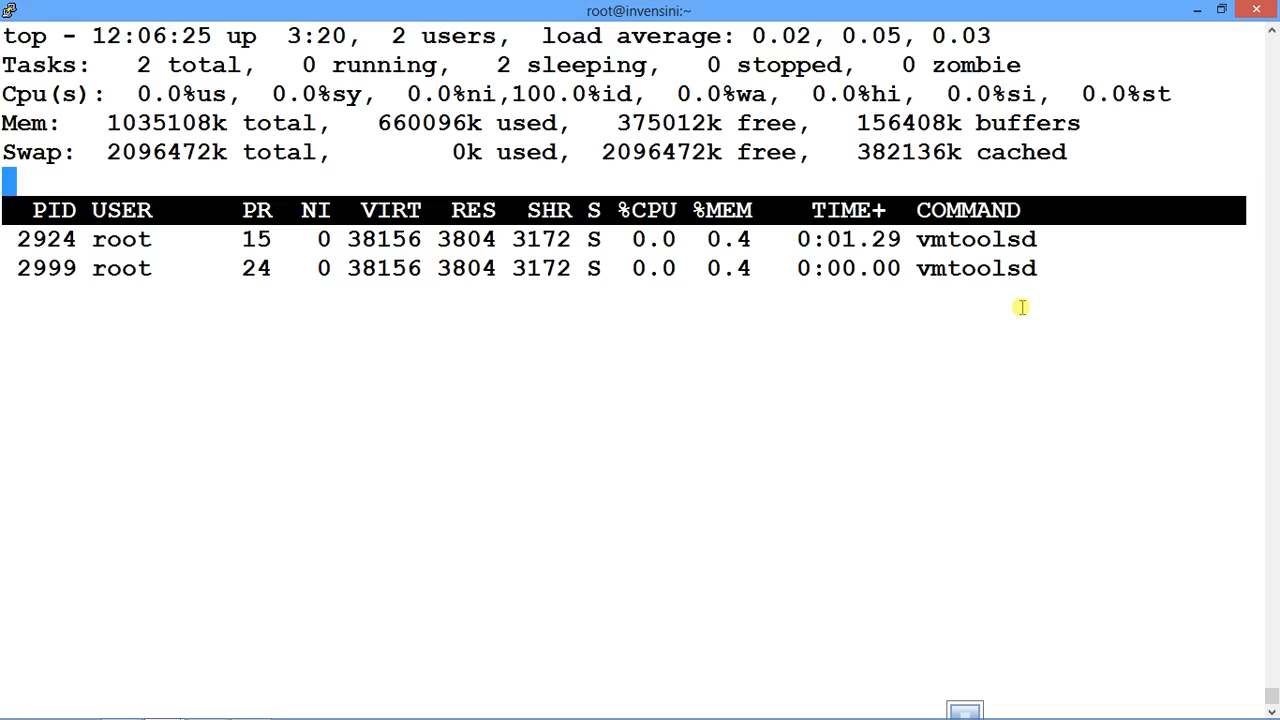 root@invensini:~
top - 12:06:25 up  3:20,  2 users,  load average: 0.02, 0.05, 0.03
Tasks:   2 total,   0 running,   2 sleeping,   0 stopped,   0 zombie
Cpu(s):  0.0%us,  0.0%sy,  0.0%ni,100.0%id,  0.0%wa,  0.0%hi,  0.0%si,  0.0%st
Mem:   1035108k total,   660096k used,   375012k free,   156408k buffers
Swap:  2096472k total,        0k used,  2096472k free,   382136k cached
  PID USER      PR  NI  VIRT  RES  SHR S %CPU %MEM    TIME+  COMMAND
 2924 root      15   0 38156 3804 3172 S  0.0  0.4   0:01.29 vmtoolsd
 2999 root      24   0 38156 3804 3172 S  0.0  0.4   0:00.00 vmtoolsd